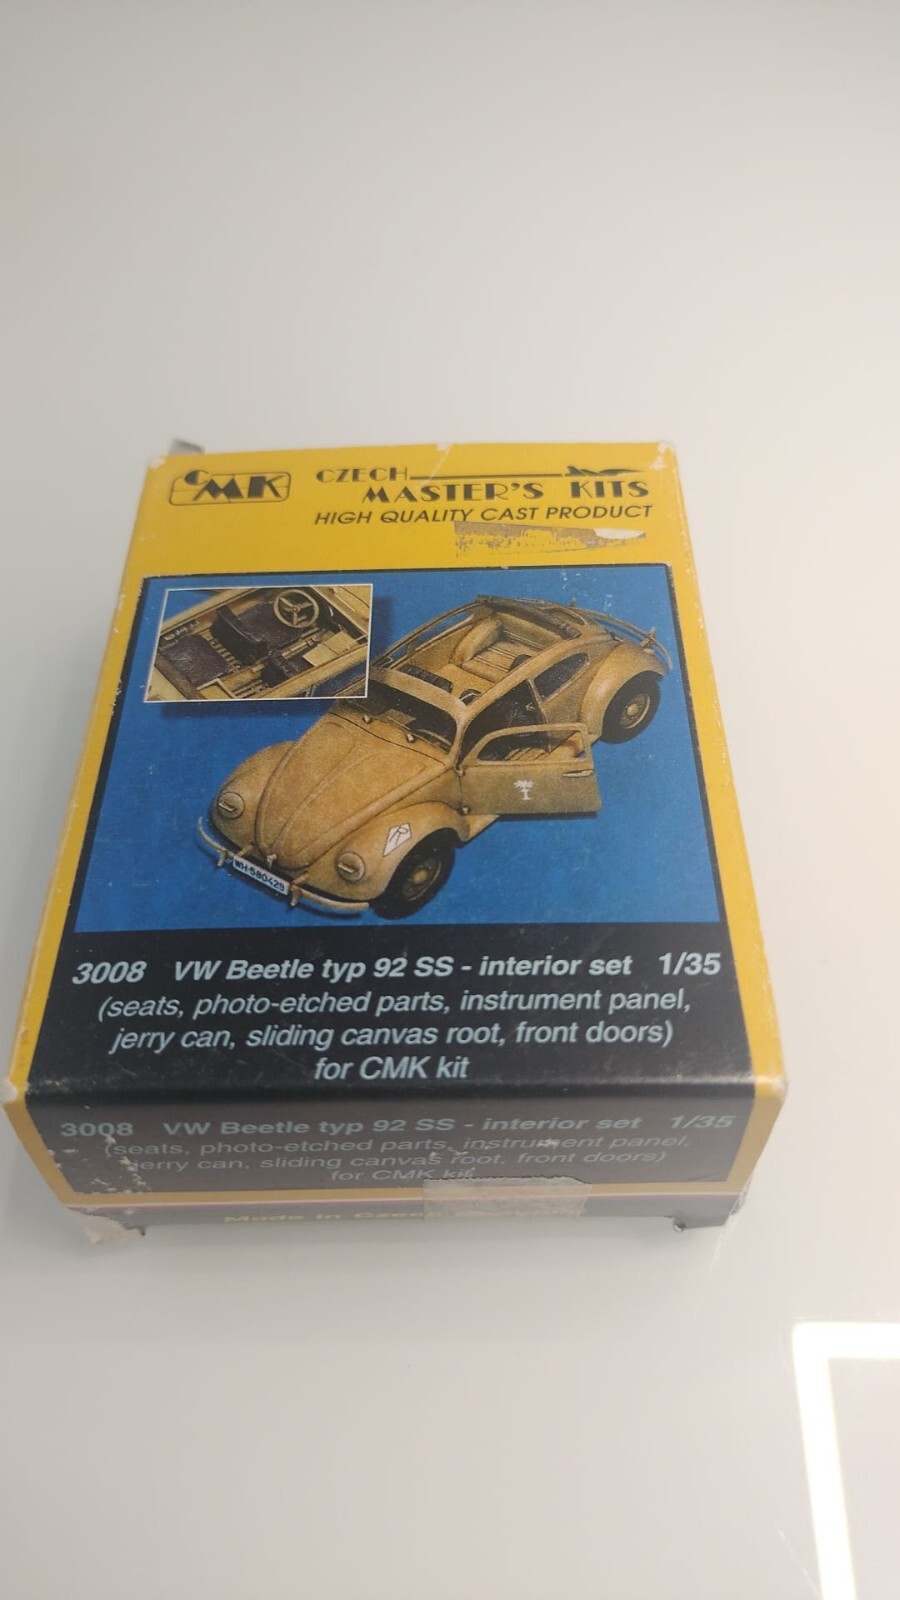 CMK
CZECH
MASTER'S KITS
HIGH QUALITY CAST PRODUCT
WH-580429
3008 VW Beetle typ 92 SS - interior set 1/35
(seats, photo-etched parts, instrument panel,
jerry can, sliding canvas root, front doors)
for CMK kit
3008 VW Beetle typ 92 SS - interior set 1/35
(seats, photo-etched parts, instrument panel,
jerry can, sliding canvas root, front doors)
for CMK kit
Made in Czech